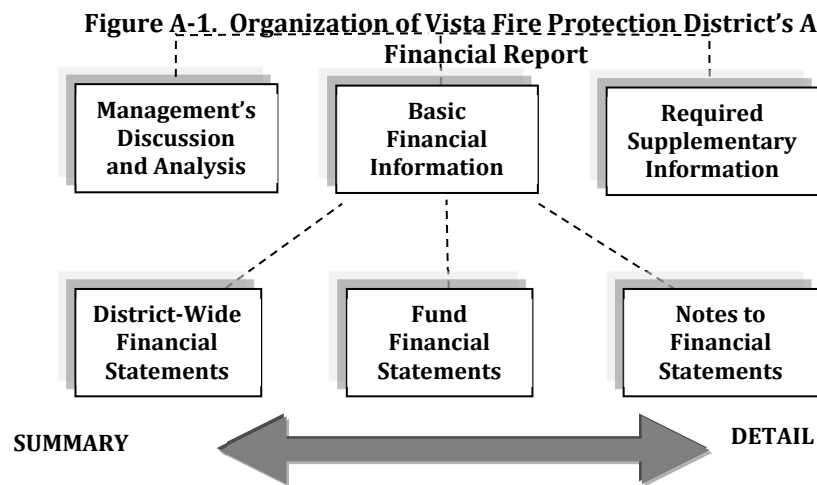 Figure A-1. Organization of Vista Fire Protection District's A
Financial Report
Management's
Discussion
and Analysis
Basic
Financial
Information
Required
Supplementary
Information
District-Wide
Financial
Statements
Fund
Financial
Statements
Notes to
Financial
Statements
SUMMARY
DETAIL